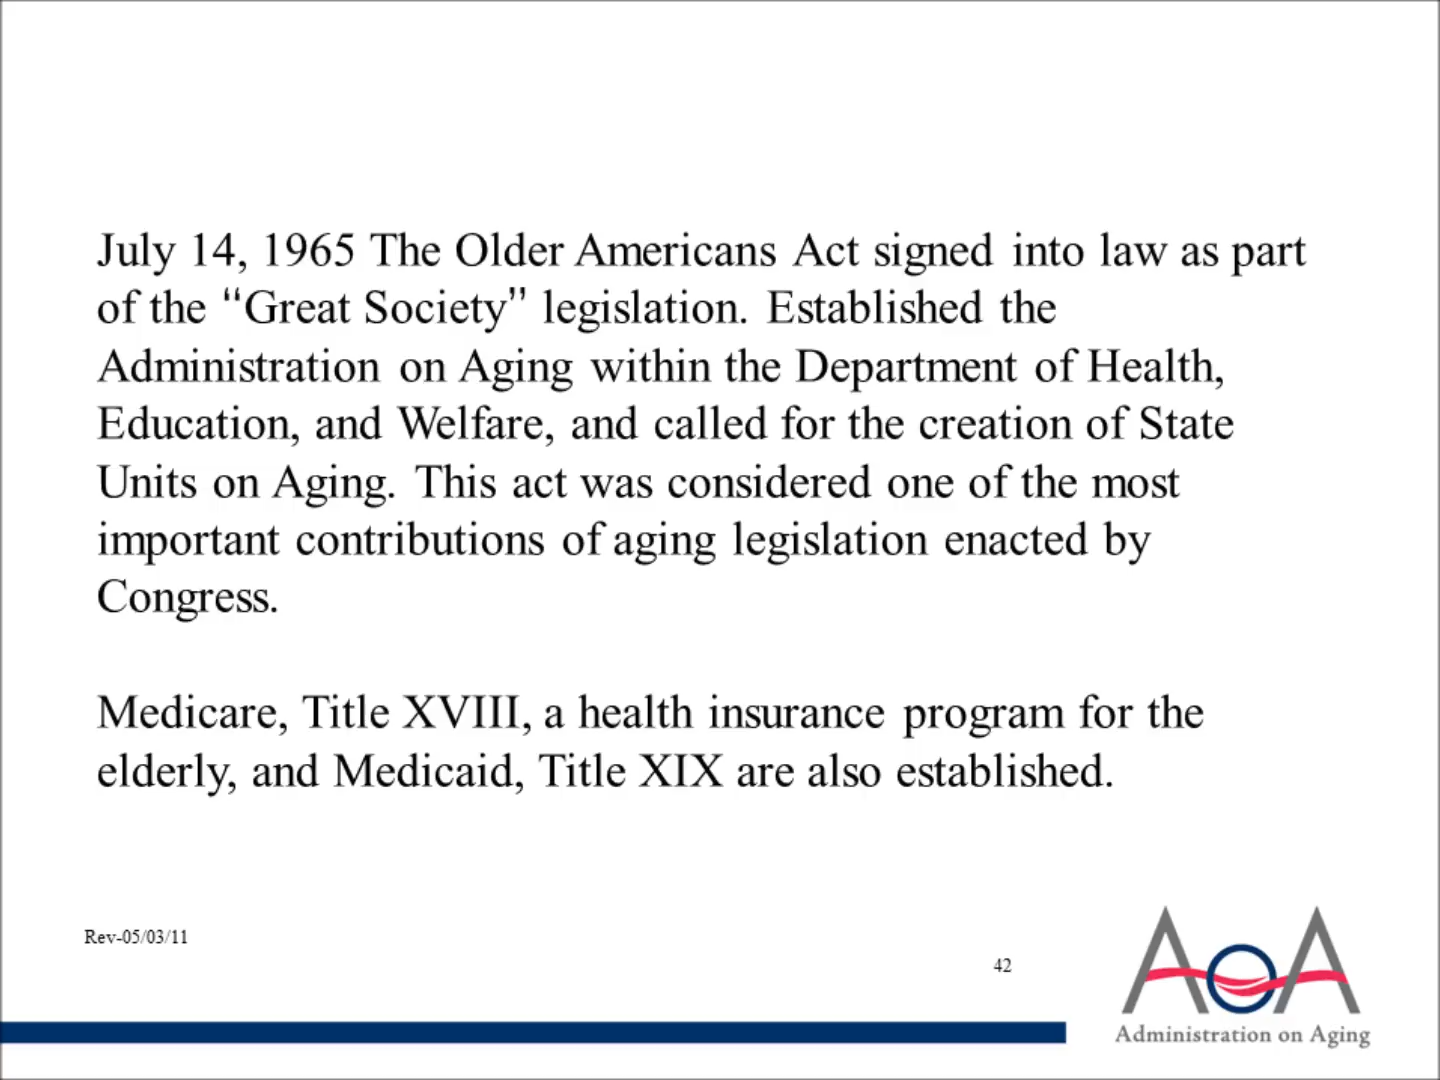 July 14, 1965 The Older Americans Act signed into law as part
of the “Great Society” legislation. Established the
Administration on Aging within the Department of Health,
Education, and Welfare, and called for the creation of State
Units on Aging. This act was considered one of the most
important contributions of aging legislation enacted by
Congress.
Medicare, Title XVIII, a health insurance program for the
elderly, and Medicaid, Title XIX are also established.
Rev-05/03/11
42
AoA
Administration on Aging